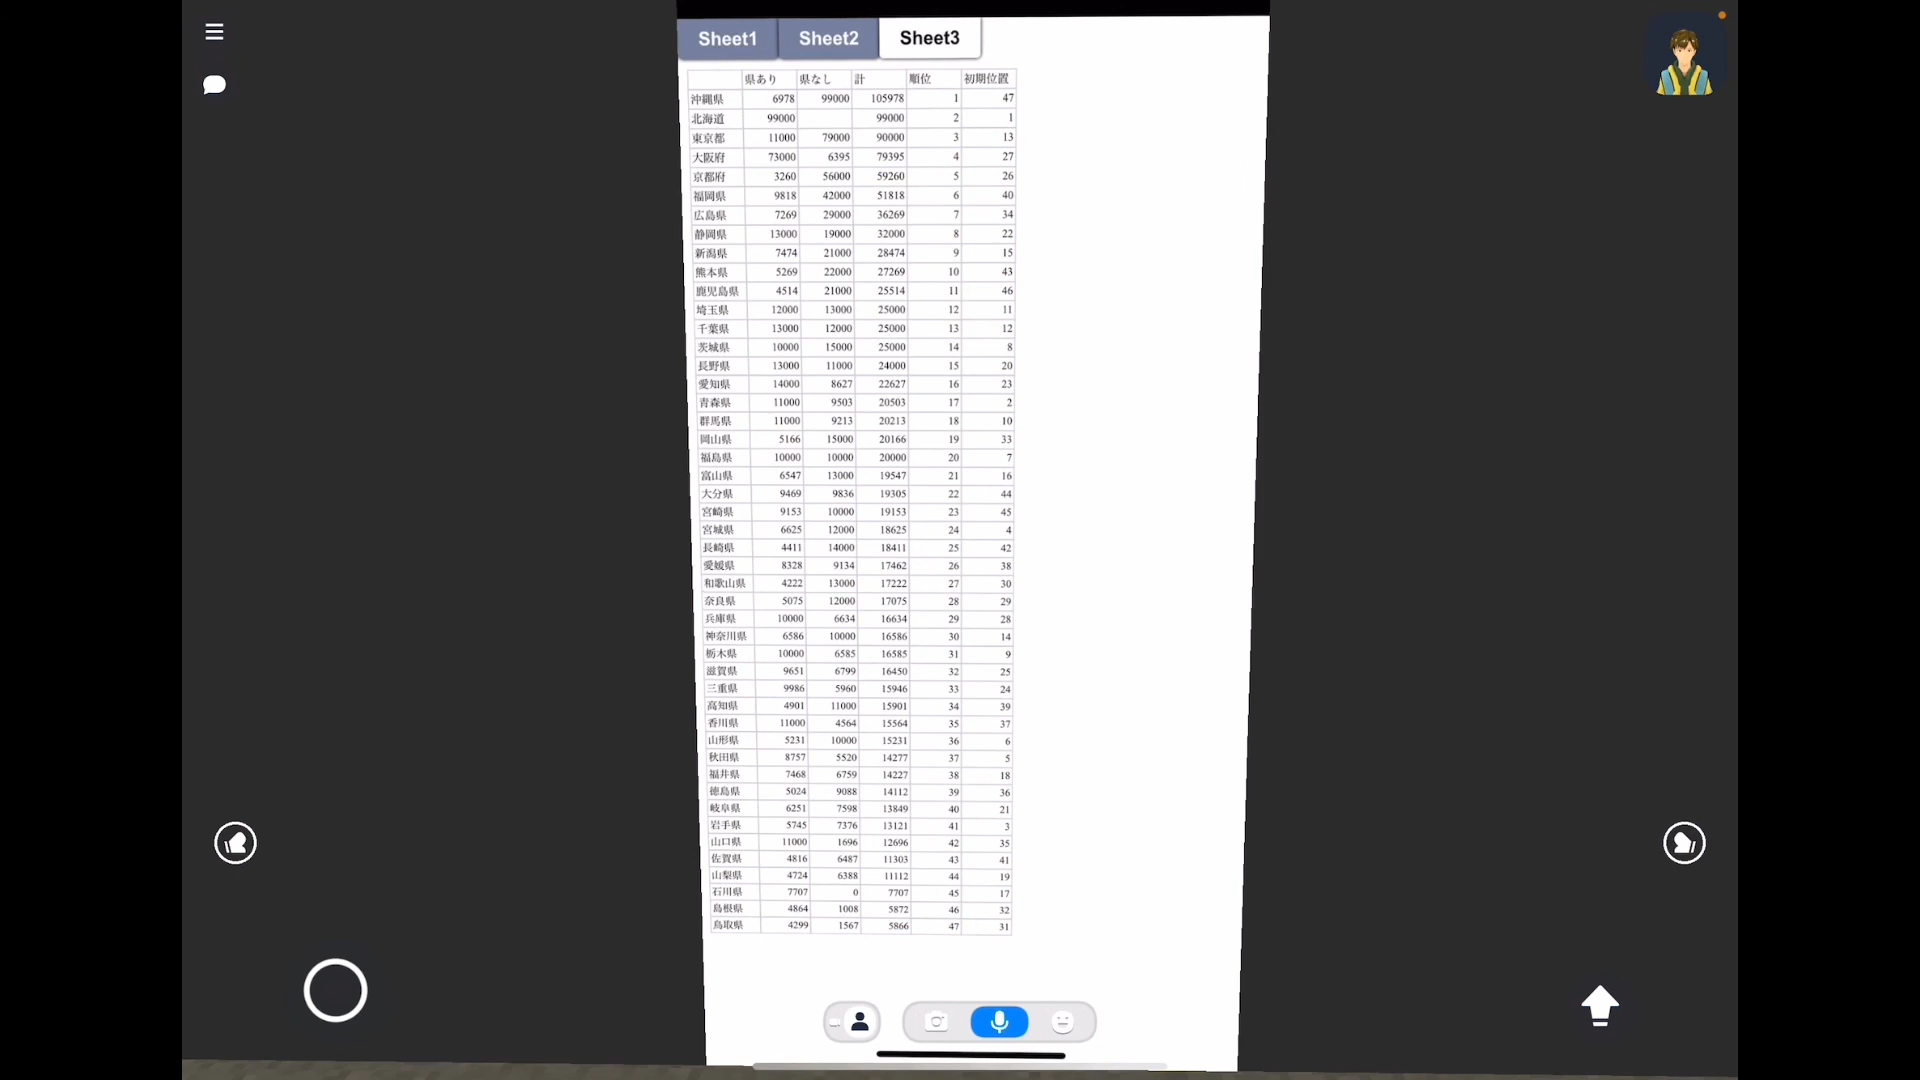 Sheet1 Sheet2 Sheet3
県あり 県なし 計 順位 初期位置
沖縄県 6978 99000 105978 1 47
北海道 99000 99000 2 1
東京都 11000 79000 90000 3 13
大阪府 73000 6395 79395 4 27
京都府 3260 56000 59260 5 26
福岡県 9818 42000 51818 6 40
広島県 7269 29000 36269 7 34
静岡県 13000 19000 32000 8 22
新潟県 7474 21000 28474 9 15
熊本県 5269 22000 27269 10 43
鹿児島県 4514 21000 25514 11 46
埼玉県 12000 13000 25000 12 11
千葉県 13000 12000 25000 13 12
茨城県 10000 15000 25000 14 8
長野県 13000 11000 24000 15 20
愛知県 14000 8627 22627 16 23
青森県 11000 9503 20503 17 2
群馬県 11000 9213 20213 18 10
岡山県 5166 15000 20166 19 33
福島県 10000 10000 20000 20 7
富山県 6547 13000 19547 21 16
大分県 9469 9836 19305 22 44
宮崎県 9153 10000 19153 23 45
宮城県 6625 12000 18625 24 4
長崎県 4411 14000 18411 25 42
愛媛県 8328 9134 17462 26 38
和歌山県 4222 13000 17222 27 30
奈良県 5075 12000 17075 28 29
兵庫県 10000 6634 16634 29 28
神奈川県 6586 10000 16586 30 14
栃木県 10000 6585 16585 31 9
滋賀県 9651 6799 16450 32 25
三重県 9986 5960 15946 33 24
高知県 4901 11000 15901 34 39
香川県 11000 4564 15564 35 37
山形県 5231 10000 15231 36 6
秋田県 8757 5520 14277 37 5
福井県 7468 6759 14227 38 18
徳島県 5024 9088 14112 39 36
岐阜県 6251 7598 13849 40 21
岩手県 5745 7376 13121 41 3
山口県 11000 1696 12696 42 35
佐賀県 4816 6487 11303 43 41
山梨県 4724 6388 11112 44 19
石川県 7707 0 7707 45 17
島根県 4864 1008 5872 46 32
鳥取県 4299 1567 5866 47 31